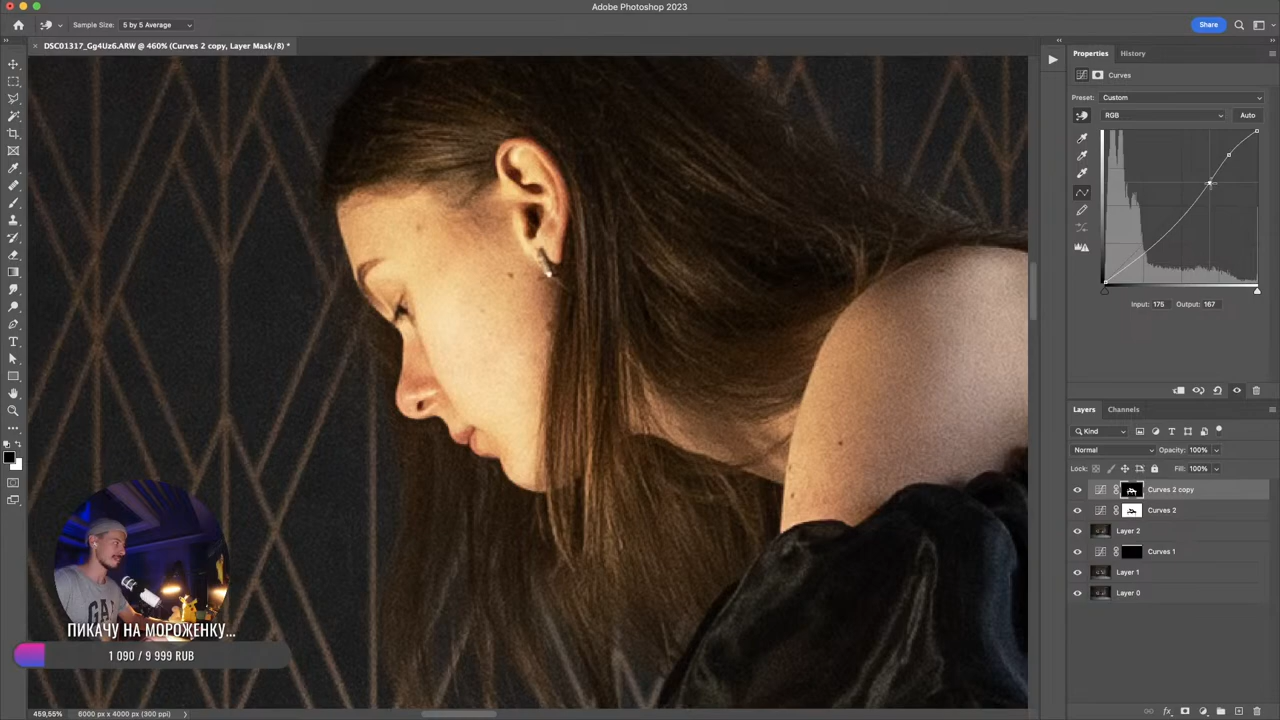 Adobe Photoshop 2023
Sample Size: 5 by 5 Average
Share
DSC01317_Gg4Uz6.ARW @ 460% (Curves 2 copy, Layer Mask/8) *
Properties History
Curves
Preset: Custom
RGB Auto
Input: 175 Output: 167
Layers Channels
Kind
Normal Opacity: 100%
Lock: Fill: 100%
Curves 2 copy
Curves 2
Layer 2
Curves 1
Layer 1
Layer 0
ПИКАЧУ НА МОРОЖЕНКУ...
1 090 / 9 999 RUB
459,55% 6000 px x 4000 px (300 ppi)